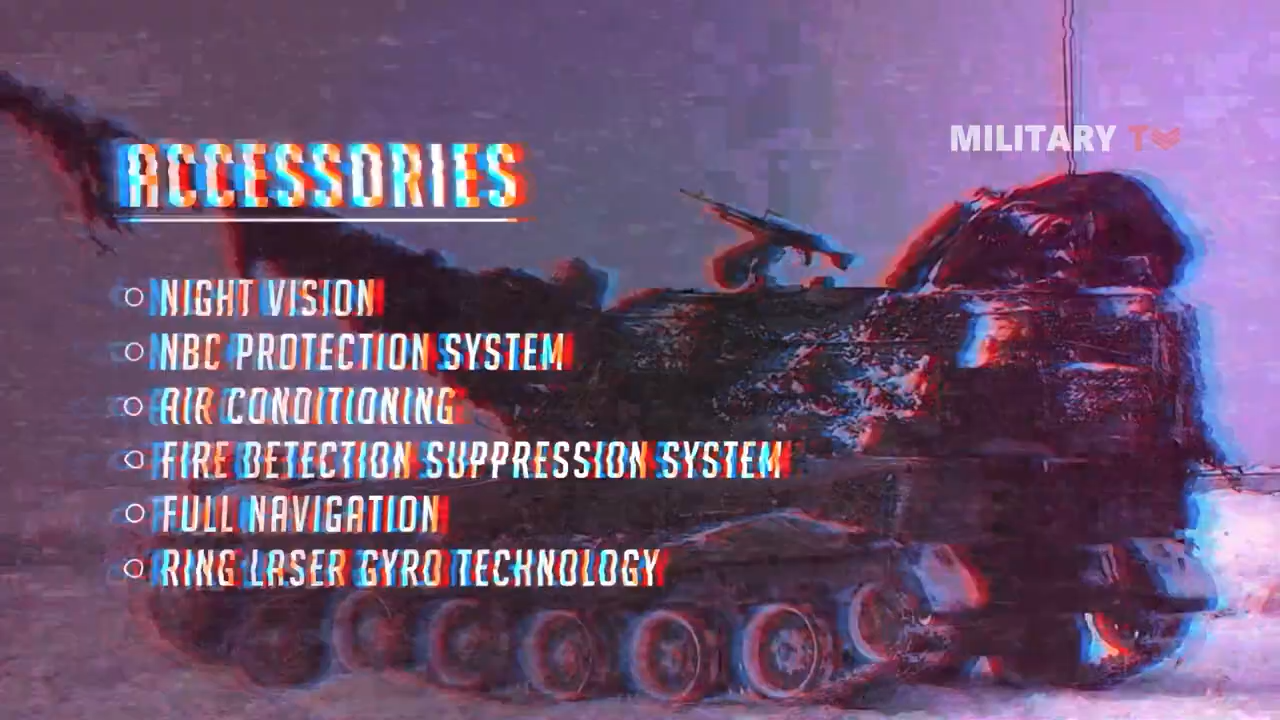 MILITARY TV
ACCESSORIES
NIGHT VISION
NBC PROTECTION SYSTEM
AIR CONDITIONING
FIRE DETECTION SUPPRESSION SYSTEM
FULL NAVIGATION
RING LASER GYRO TECHNOLOGY